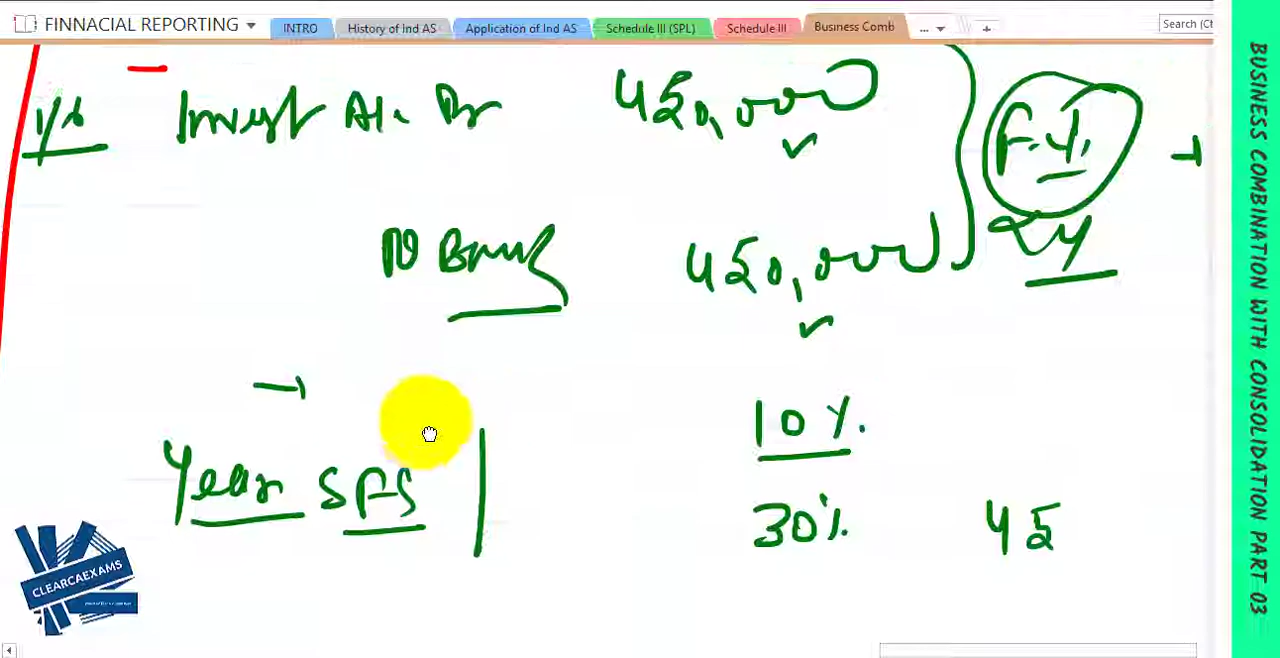 FINNACIAL REPORTING
INTRO
History of Ind AS
Application of Ind AS
Schedule III (SPL)
Schedule III
Business Comb
...
Search (Ct
Invest A/c Dr 450,000
F.Y.
To Bank 450,000
10%.
Year SFS
30%. 45
CLEARCAEXAMS
BUSINESS COMBINATION WITH CONSOLIDATION PART-03